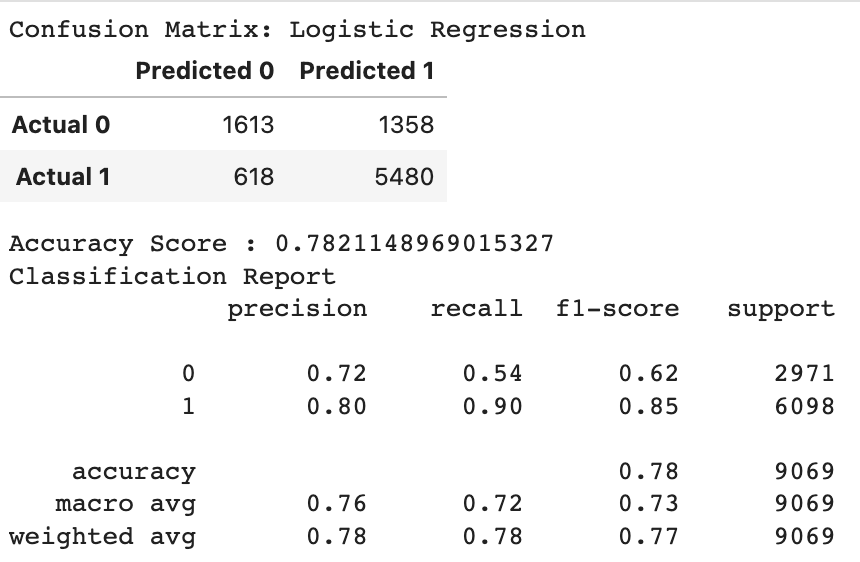 Confusion Matrix: Logistic Regression
Predicted 0 Predicted 1
Actual 0 1613 1358
Actual 1 618 5480
Accuracy Score : 0.7821148969015327
Classification Report
precision recall f1-score support
0 0.72 0.54 0.62 2971
1 0.80 0.90 0.85 6098
accuracy 0.78 9069
macro avg 0.76 0.72 0.73 9069
weighted avg 0.78 0.78 0.77 9069